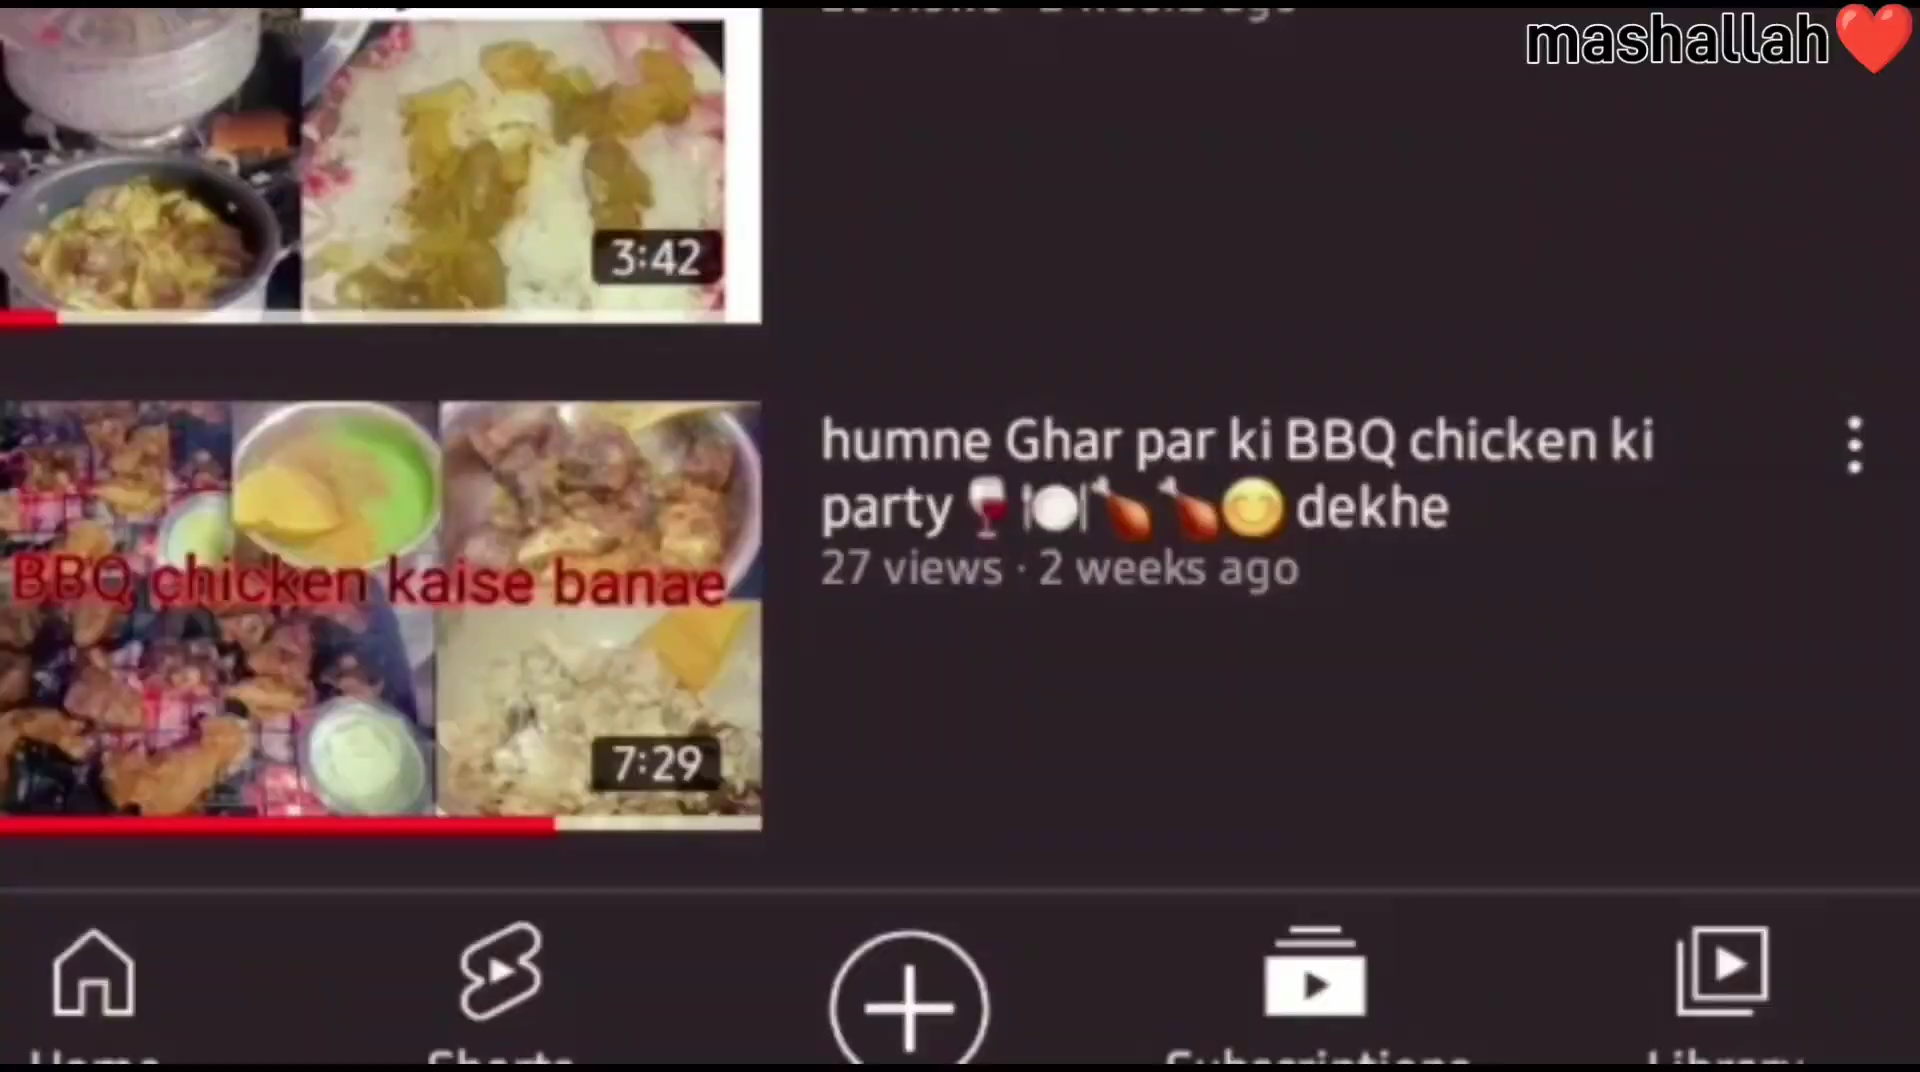 mashallah❤️
3:42
humne Ghar par ki BBQ chicken ki
party🍷🍽️🍗🍗😊 dekhe
27 views · 2 weeks ago
BBQ chicken kaise banae
7:29